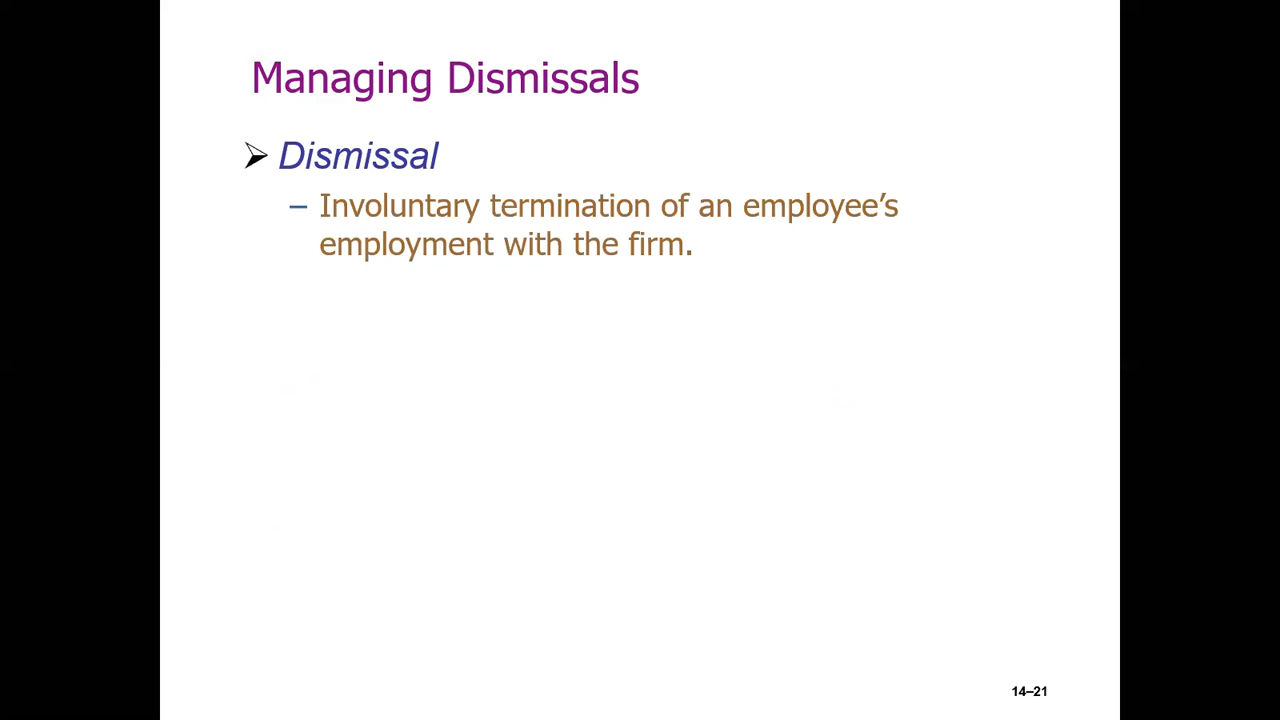 Managing Dismissals
➢ Dismissal
– Involuntary termination of an employee’s
employment with the firm.
14–21